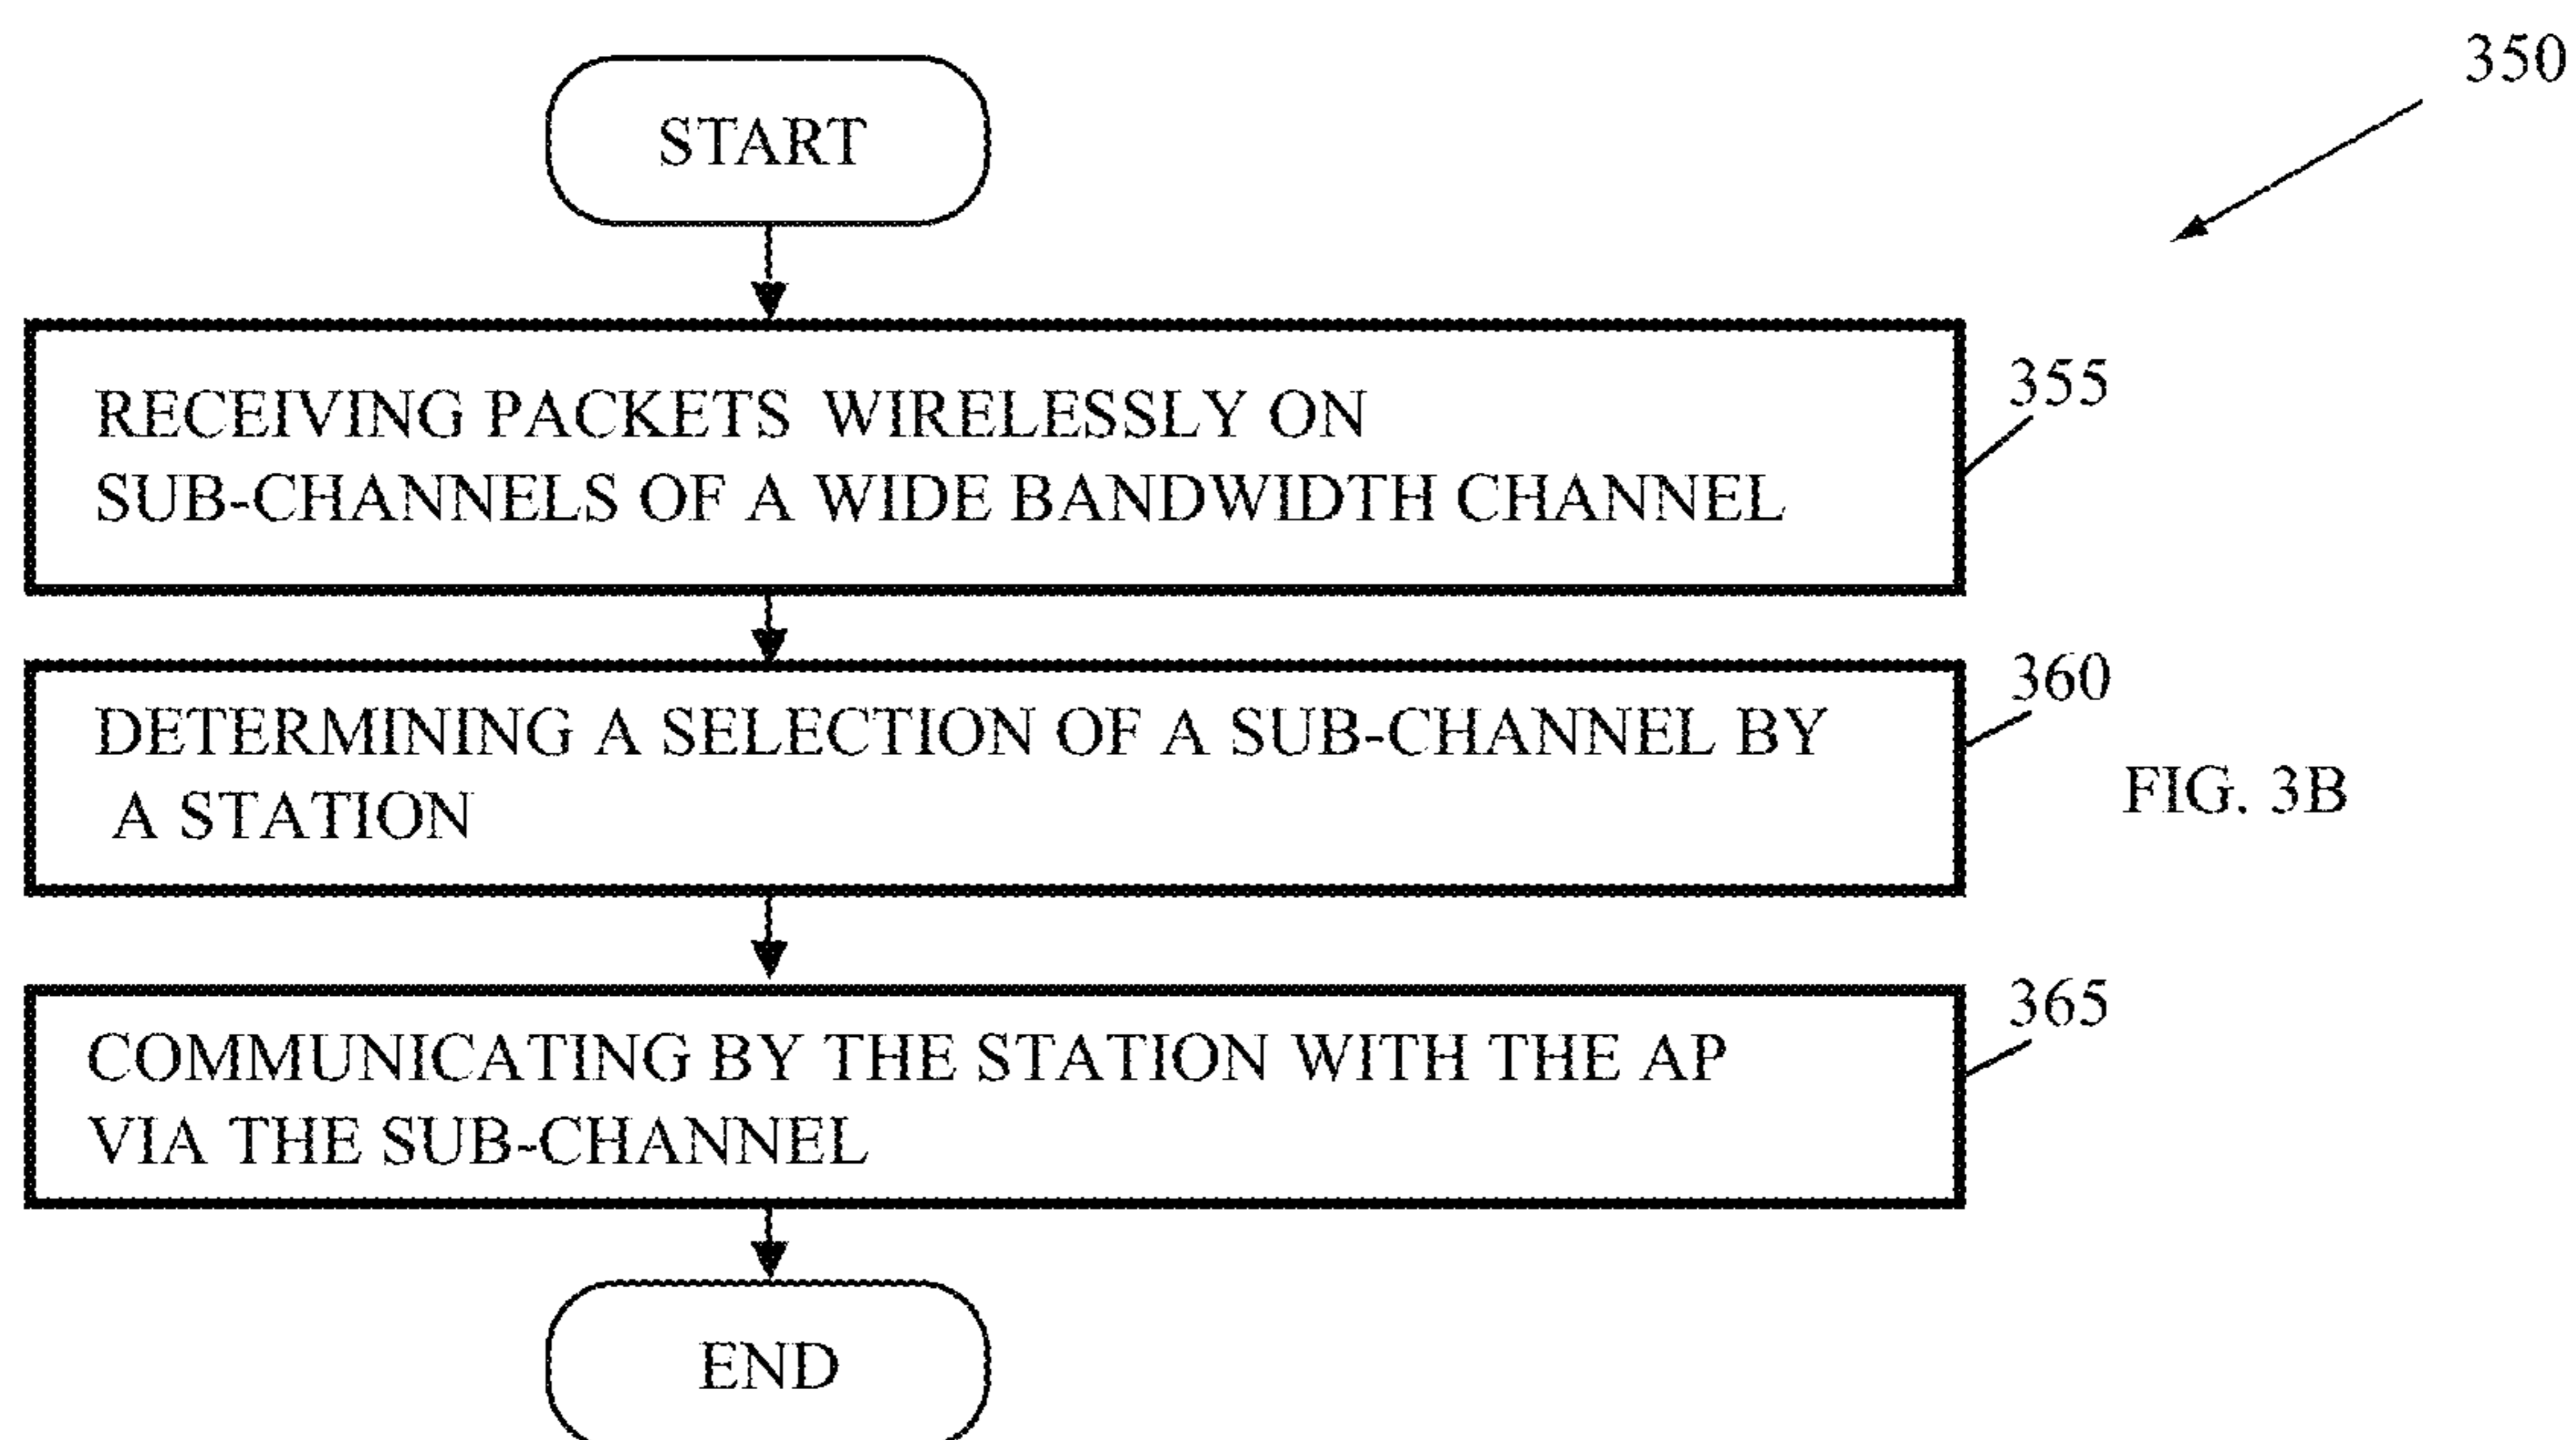 350
START
RECEIVING PACKETS WIRELESSLY ON
SUB-CHANNELS OF A WIDE BANDWIDTH CHANNEL
355
DETERMINING A SELECTION OF A SUB-CHANNEL BY
A STATION
360
FIG. 3B
COMMUNICATING BY THE STATION WITH THE AP
VIA THE SUB-CHANNEL
365
END